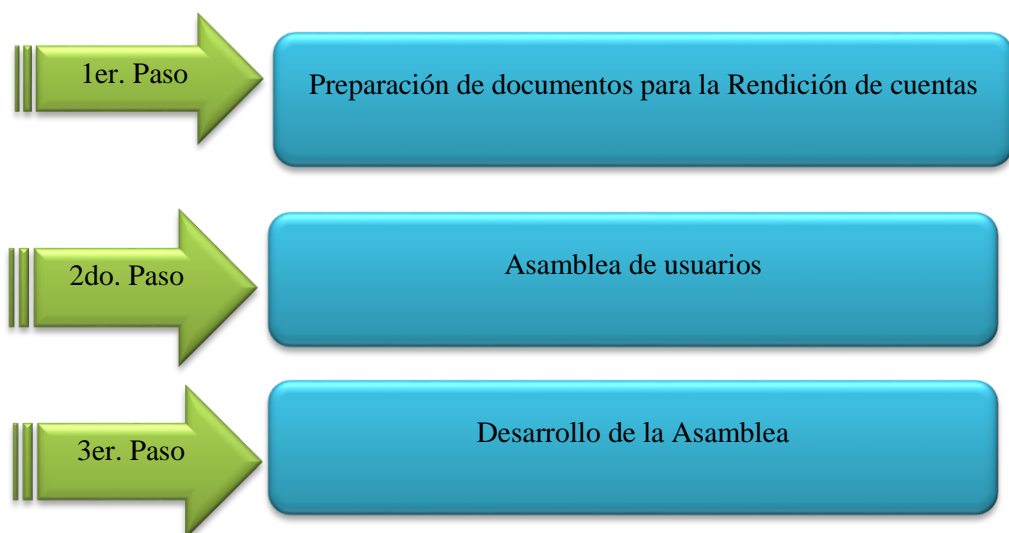 1er. Paso
Preparación de documentos para la Rendición de cuentas
2do. Paso
Asamblea de usuarios
3er. Paso
Desarrollo de la Asamblea